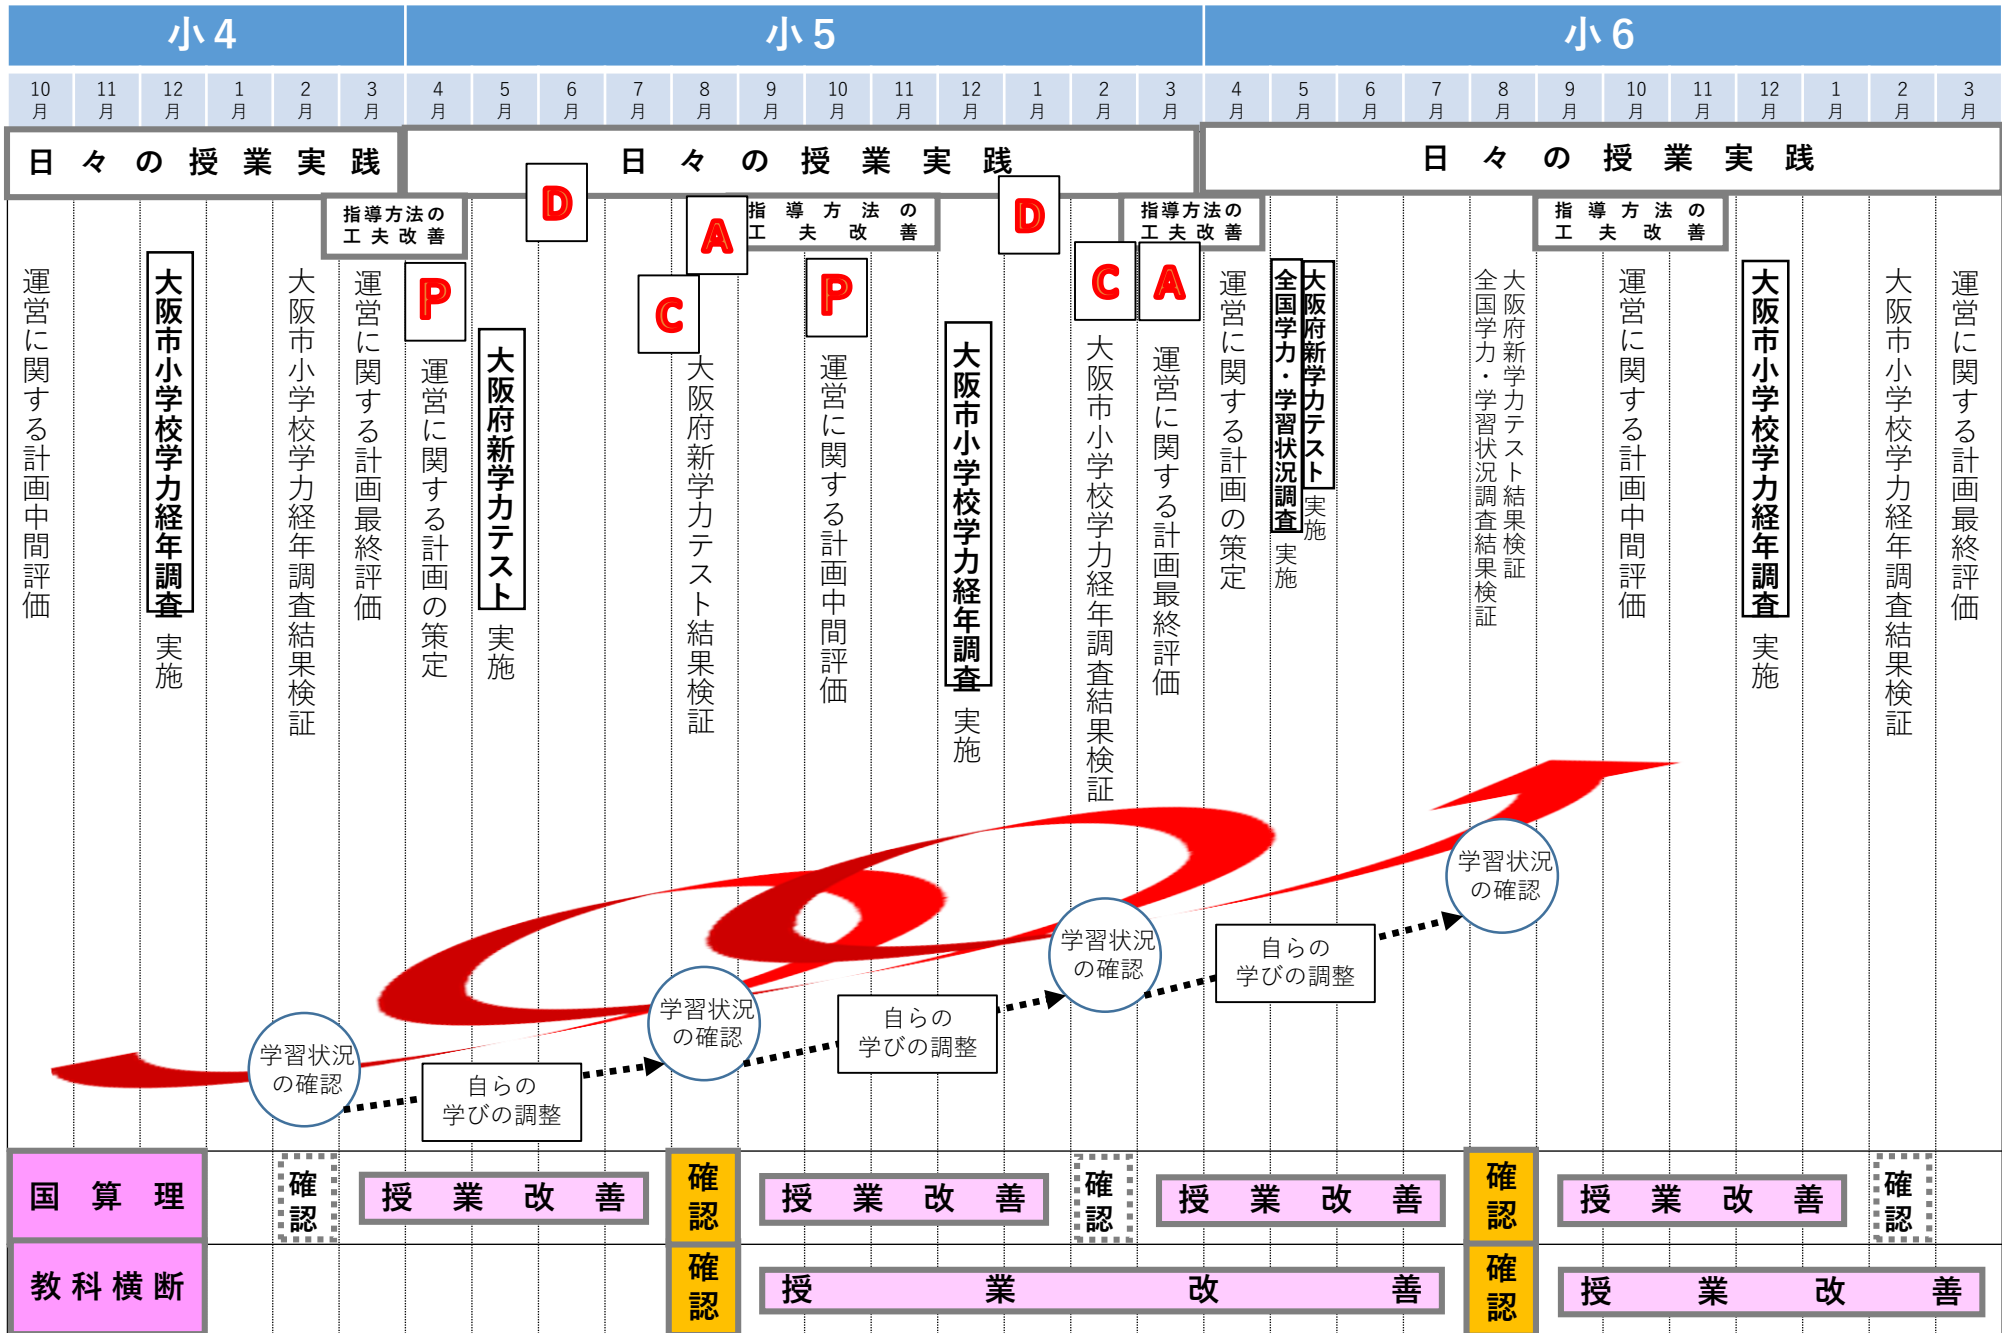 小4
小5
小6
10月
11月
12月
1月
2月
3月
4月
5月
6月
7月
8月
9月
10月
11月
12月
1月
2月
3月
4月
5月
6月
7月
8月
9月
10月
11月
12月
1月
2月
3月
日々の授業実践
日々の授業実践
日々の授業実践
指導方法の
工夫改善
指導方法の
工夫改善
指導方法の
工夫改善
指導方法の
工夫改善
D
A
D
P
C
P
C
A
運営に関する計画中間評価
大阪市小学校学力経年調査 実施
大阪市小学校学力経年調査結果検証
運営に関する計画最終評価
運営に関する計画の策定
大阪府新学力テスト 実施
大阪府新学力テスト結果検証
運営に関する計画中間評価
大阪市小学校学力経年調査 実施
大阪市小学校学力経年調査結果検証
運営に関する計画最終評価
運営に関する計画の策定
大阪府新学力テスト 実施
全国学力・学習状況調査 実施
大阪府新学力テスト結果検証
全国学力・学習状況調査結果検証
運営に関する計画中間評価
大阪市小学校学力経年調査 実施
大阪市小学校学力経年調査結果検証
運営に関する計画最終評価
学習状況
の確認
自らの
学びの調整
学習状況
の確認
自らの
学びの調整
学習状況
の確認
自らの
学びの調整
学習状況
の確認
国算理
確認
授業改善
確認
授業改善
確認
授業改善
確認
授業改善
確認
教科横断
確認
授業改善
確認
授業改善